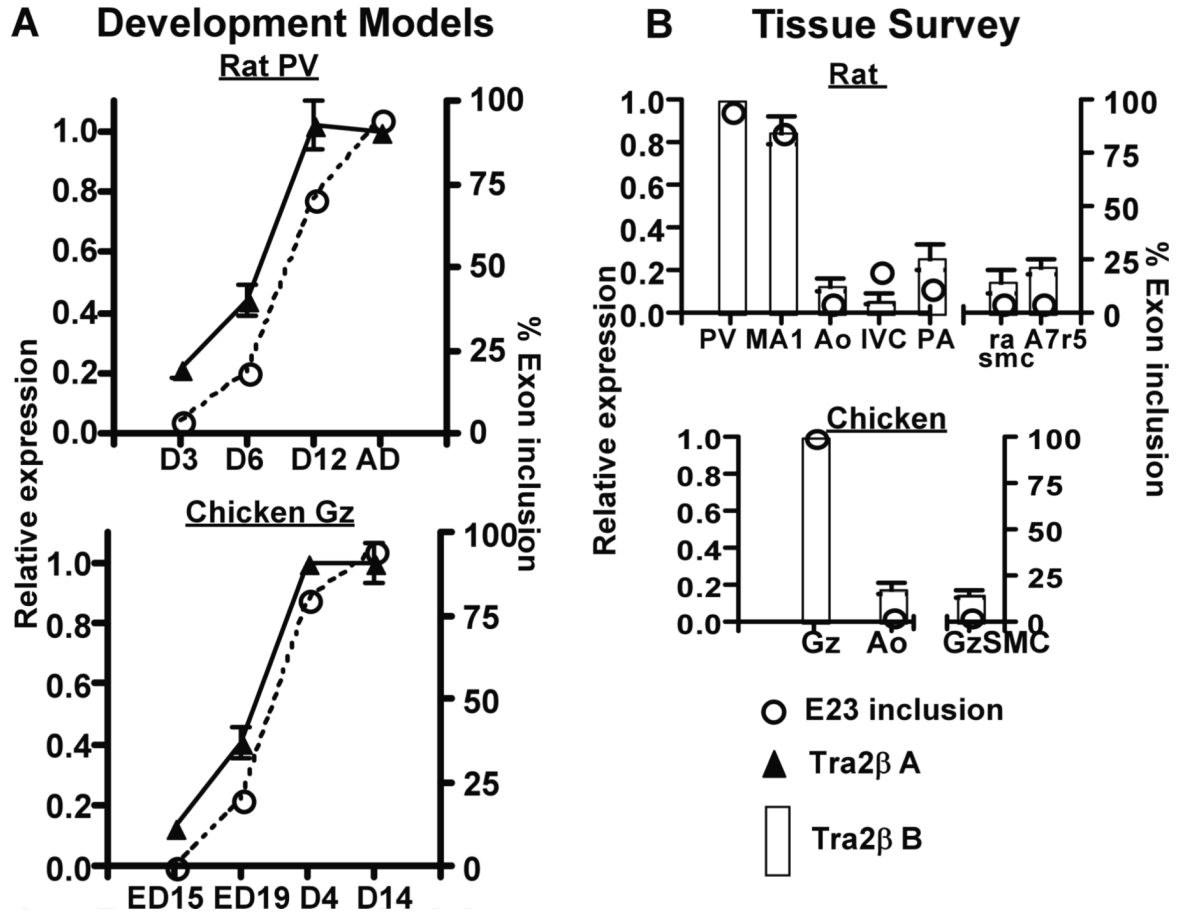 A Development Models
Rat PV
Relative expression
1.0
0.8
0.6
0.4
0.2
0.0
100
75
50
25
0
% Exon inclusion
D3 D6 D12 AD
Chicken Gz
1.0
0.8
0.6
0.4
0.2
0.0
100
75
50
25
0
ED15 ED19 D4 D14
B Tissue Survey
Rat
Relative expression
1.0
0.8
0.6
0.4
0.2
0.0
100
75
50
25
0
% Exon inclusion
PV MA1 Ao IVC PA ra A7r5
smc
Chicken
1.0
0.8
0.6
0.4
0.2
0.0
100
75
50
25
0
Gz Ao GzSMC
E23 inclusion
Tra2β A
Tra2β B